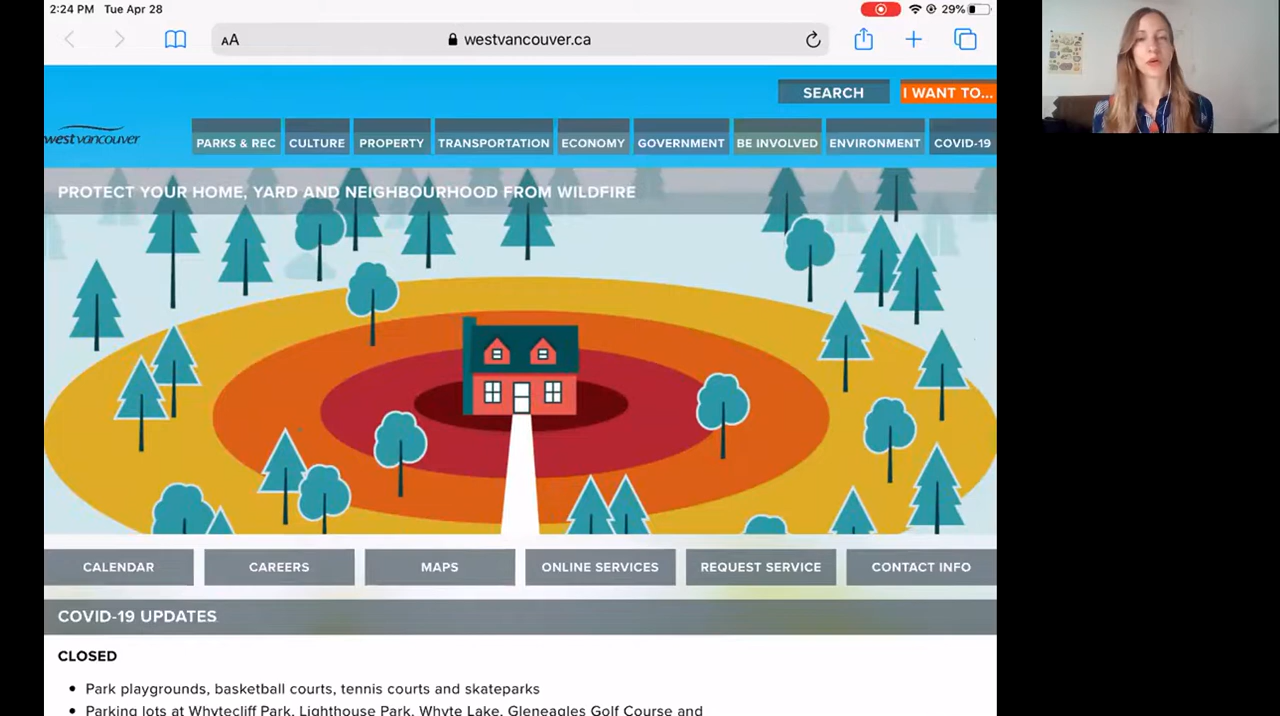 2:24 PM Tue Apr 28
29%
AA
westvancouver.ca
SEARCH
I WANT TO...
westvancouver
PARKS & REC
CULTURE
PROPERTY
TRANSPORTATION
ECONOMY
GOVERNMENT
BE INVOLVED
ENVIRONMENT
COVID-19
PROTECT YOUR HOME, YARD AND NEIGHBOURHOOD FROM WILDFIRE
CALENDAR
CAREERS
MAPS
ONLINE SERVICES
REQUEST SERVICE
CONTACT INFO
COVID-19 UPDATES
CLOSED
• Park playgrounds, basketball courts, tennis courts and skateparks
• Parking lots at Whytecliff Park, Lighthouse Park, Whyte Lake, Gleneagles Golf Course and